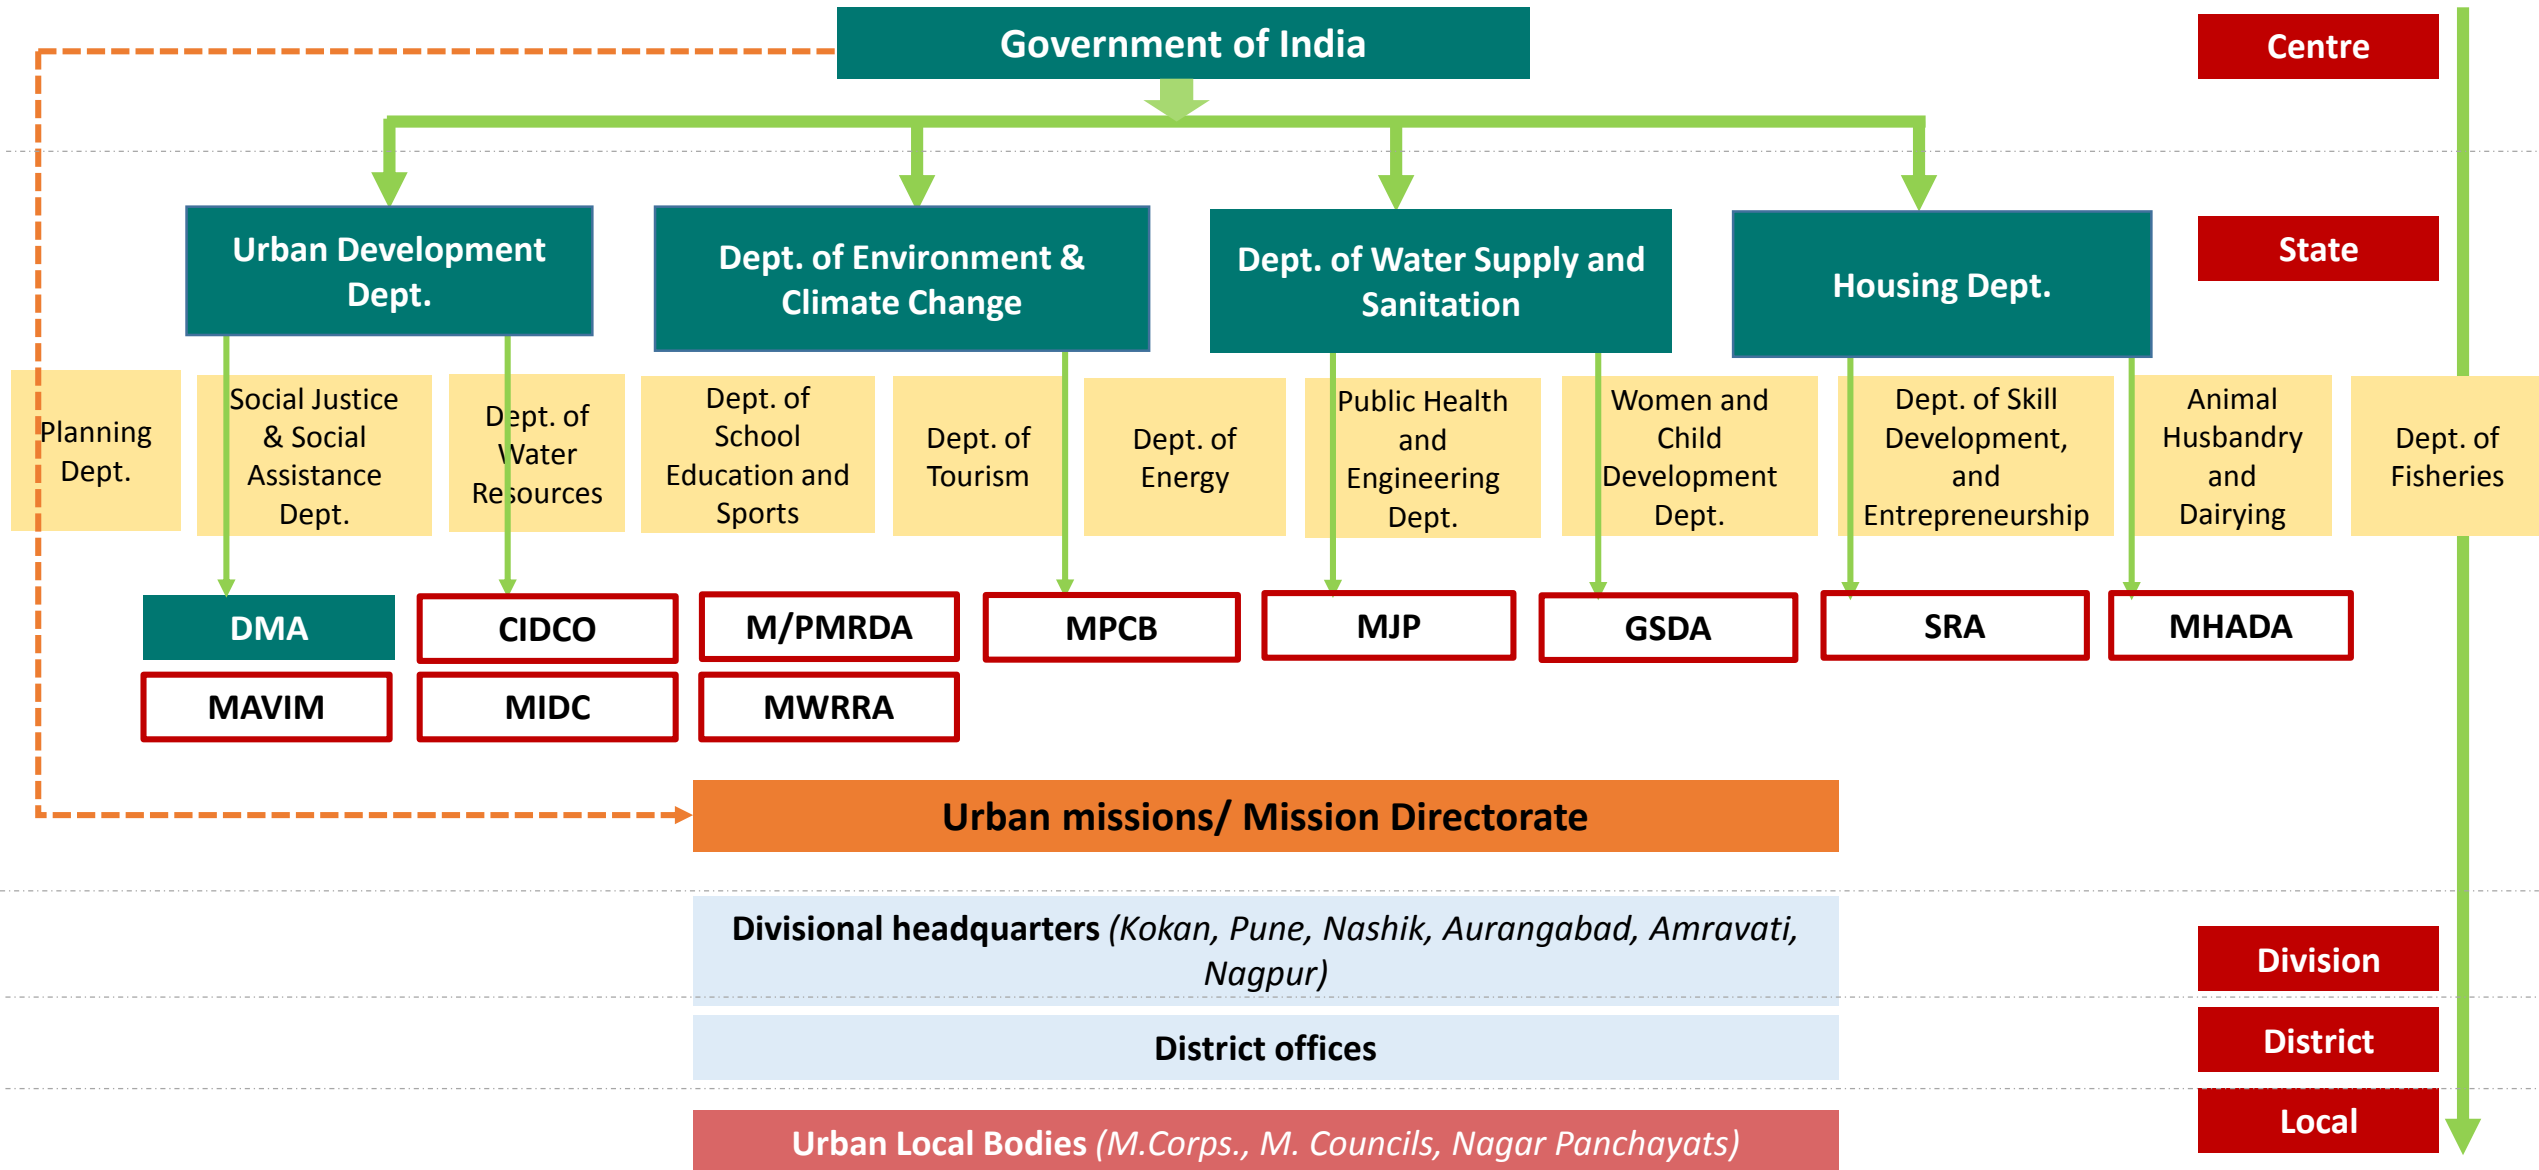 Government of India
Centre
Urban Development
Dept.
Dept. of Environment &
Climate Change
Dept. of Water Supply and
Sanitation
Housing Dept.
State
Planning
Dept.
Social Justice
& Social
Assistance
Dept.
Dept. of
Water
Resources
Dept. of
School
Education and
Sports
Dept. of
Tourism
Dept. of
Energy
Public Health
and
Engineering
Dept.
Women and
Child
Development
Dept.
Dept. of Skill
Development,
and
Entrepreneurship
Animal
Husbandry
and
Dairying
Dept. of
Fisheries
DMA
CIDCO
M/PMRDA
MPCB
MJP
GSDA
SRA
MHADA
MAVIM
MIDC
MWRRA
Urban missions/ Mission Directorate
Divisional headquarters (Kokan, Pune, Nashik, Aurangabad, Amravati,
Nagpur)
Division
District offices
District
Urban Local Bodies (M.Corps., M. Councils, Nagar Panchayats)
Local